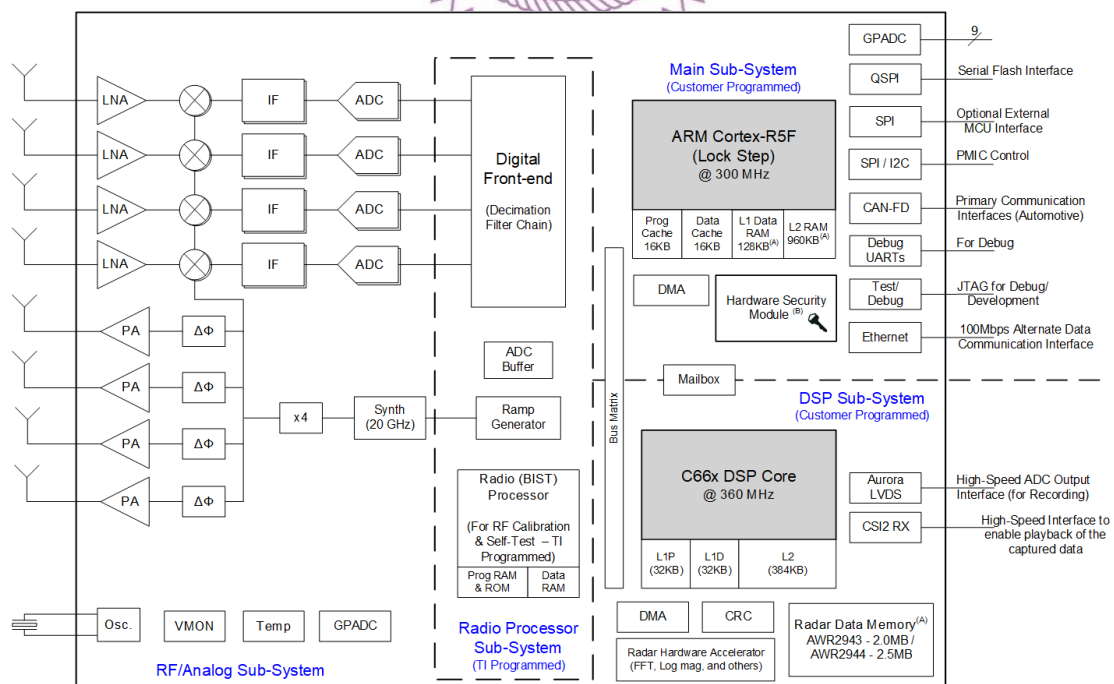 LNA
IF
ADC
LNA
IF
ADC
LNA
IF
ADC
LNA
IF
ADC
PA
ΔΦ
PA
ΔΦ
PA
ΔΦ
PA
ΔΦ
x4
Synth
(20 GHz)
Osc.
VMON
Temp
GPADC
RF/Analog Sub-System
Digital
Front-end
(Decimation
Filter Chain)
ADC
Buffer
Ramp
Generator
Radio (BIST)
Processor
(For RF Calibration
& Self-Test – TI
Programmed)
Prog RAM
& ROM
Data
RAM
Radio Processor
Sub-System
(TI Programmed)
Bus Matrix
Main Sub-System
(Customer Programmed)
ARM Cortex-R5F
(Lock Step)
@ 300 MHz
Prog
Cache
16KB
Data
Cache
16KB
L1 Data
RAM
128KB(A)
L2 RAM
960KB(A)
DMA
Hardware Security
Module (B)
Mailbox
DSP Sub-System
(Customer Programmed)
C66x DSP Core
@ 360 MHz
L1P
(32KB)
L1D
(32KB)
L2
(384KB)
DMA
CRC
Radar Hardware Accelerator
(FFT, Log mag, and others)
Radar Data Memory(A)
AWR2943 - 2.0MB /
AWR2944 - 2.5MB
GPADC
9
QSPI
Serial Flash Interface
SPI
Optional External
MCU Interface
SPI / I2C
PMIC Control
CAN-FD
Primary Communication
Interfaces (Automotive)
Debug
UARTs
For Debug
Test/
Debug
JTAG for Debug/
Development
Ethernet
100Mbps Alternate Data
Communication Interface
Aurora
LVDS
High-Speed ADC Output
Interface (for Recording)
CSI2 RX
High-Speed Interface to
enable playback of the
captured data